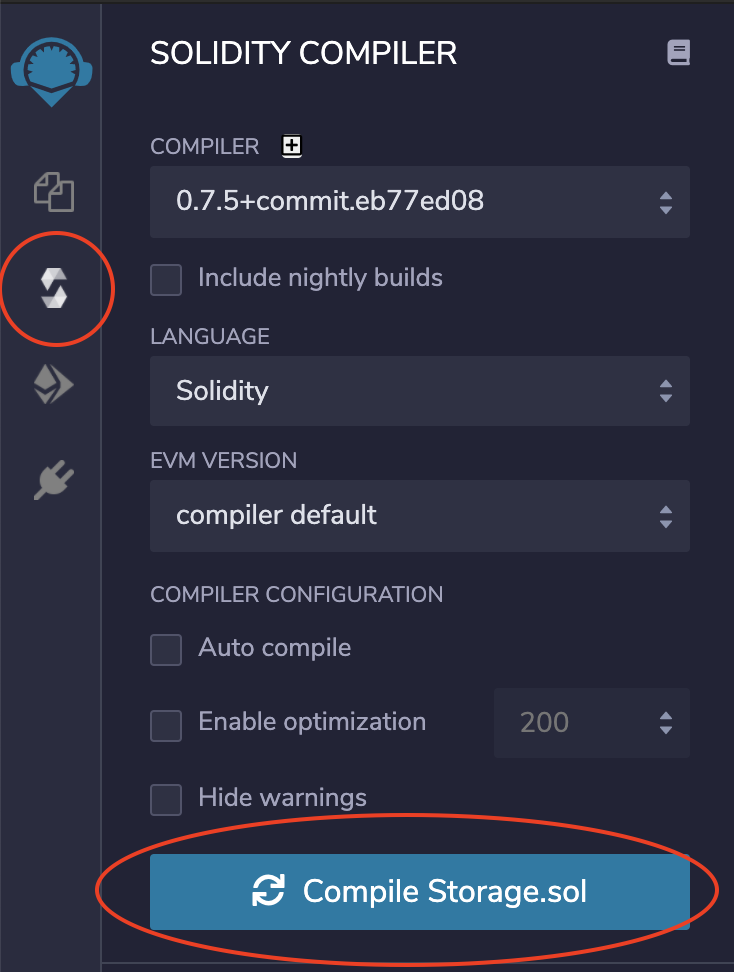 SOLIDITY COMPILER
COMPILER
0.7.5+commit.eb77ed08
Include nightly builds
LANGUAGE
Solidity
EVM VERSION
compiler default
COMPILER CONFIGURATION
Auto compile
Enable optimization 200
Hide warnings
Compile Storage.sol